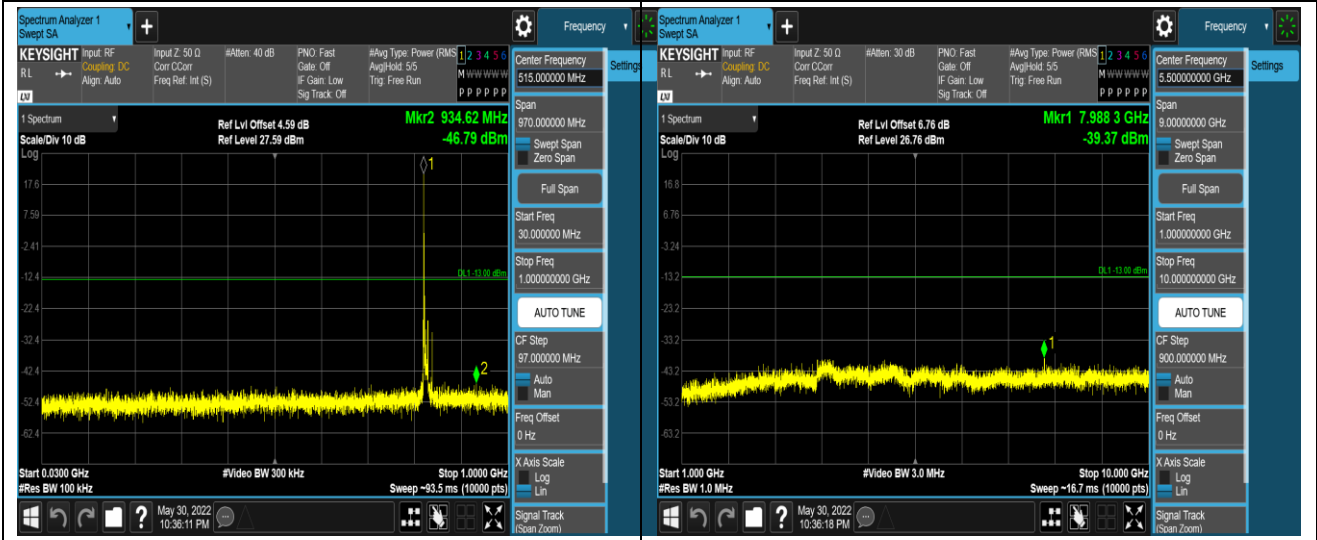 Spectrum Analyzer 1
Swept SA
+
Frequency
KEYSIGHT
RL
LXI
Input: RF
Coupling: DC
Align: Auto
Input Z: 50 Ω
Corr CCorr
Freq Ref: Int (S)
#Atten: 40 dB
PNO: Fast
Gate: Off
IF Gain: Low
Sig Track: Off
#Avg Type: Power (RMS
Avg|Hold: 5/5
Trig: Free Run
1 2 3 4 5 6
M W W W W W
P P P P P P
Center Frequency
515.000000 MHz
Settings
1 Spectrum
Scale/Div 10 dB
Log
Ref Lvl Offset 4.59 dB
Ref Level 27.59 dBm
Mkr2 934.62 MHz
-46.79 dBm
Span
970.000000 MHz
Swept Span
Zero Span
Full Span
Start Freq
30.000000 MHz
Stop Freq
1.000000000 GHz
AUTO TUNE
CF Step
97.000000 MHz
Auto
Man
Freq Offset
0 Hz
X Axis Scale
Log
Lin
Signal Track
(Span Zoom)
1
17.6
7.59
-2.41
-12.4
DL1 -13.00 dBm
-22.4
-32.4
-42.4
2
-52.4
-62.4
Start 0.0300 GHz
#Res BW 100 kHz
#Video BW 300 kHz
Stop 1.0000 GHz
Sweep ~93.5 ms (10000 pts)
?
May 30, 2022
10:36:11 PM
Spectrum Analyzer 1
Swept SA
+
Frequency
KEYSIGHT
RL
LXI
Input: RF
Coupling: DC
Align: Auto
Input Z: 50 Ω
Corr CCorr
Freq Ref: Int (S)
#Atten: 30 dB
PNO: Fast
Gate: Off
IF Gain: Low
Sig Track: Off
#Avg Type: Power (RMS
Avg|Hold: 5/5
Trig: Free Run
1 2 3 4 5 6
M W W W W W
P P P P P P
Center Frequency
5.500000000 GHz
Settings
1 Spectrum
Scale/Div 10 dB
Log
Ref Lvl Offset 6.76 dB
Ref Level 26.76 dBm
Mkr1 7.988 3 GHz
-39.37 dBm
Span
9.00000000 GHz
Swept Span
Zero Span
Full Span
Start Freq
1.000000000 GHz
Stop Freq
10.000000000 GHz
AUTO TUNE
CF Step
900.000000 MHz
Auto
Man
Freq Offset
0 Hz
X Axis Scale
Log
Lin
Signal Track
(Span Zoom)
16.8
6.76
-3.24
-13.2
DL1 -13.00 dBm
-23.2
-33.2
1
-43.2
-53.2
-63.2
Start 1.000 GHz
#Res BW 1.0 MHz
#Video BW 3.0 MHz
Stop 10.000 GHz
Sweep ~16.7 ms (10000 pts)
?
May 30, 2022
10:36:18 PM